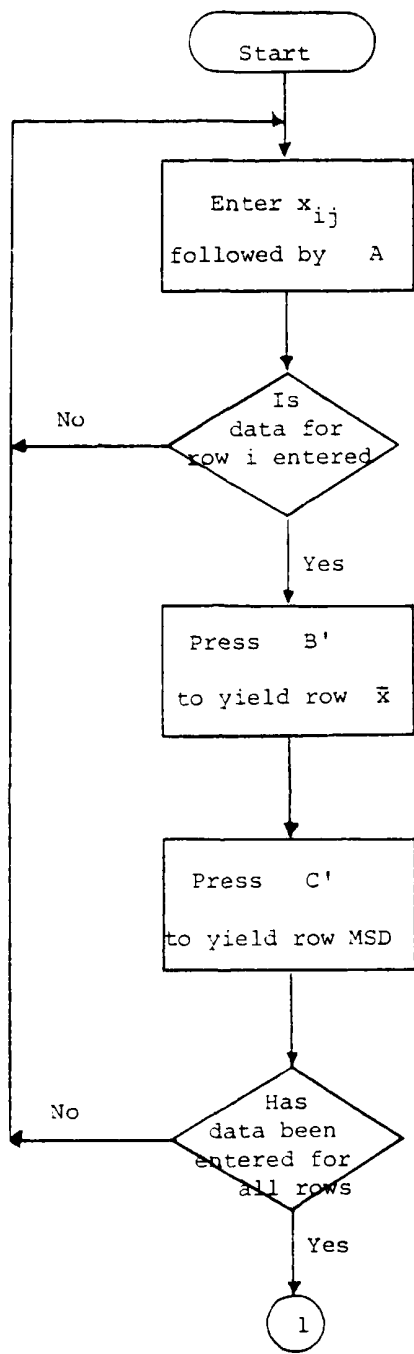 Start
Enter x_ij
followed by A
Is
data for
row i entered
No
Yes
Press B'
to yield row x̄
Press C'
to yield row MSD
Has
data been
entered for
all rows
No
Yes
1